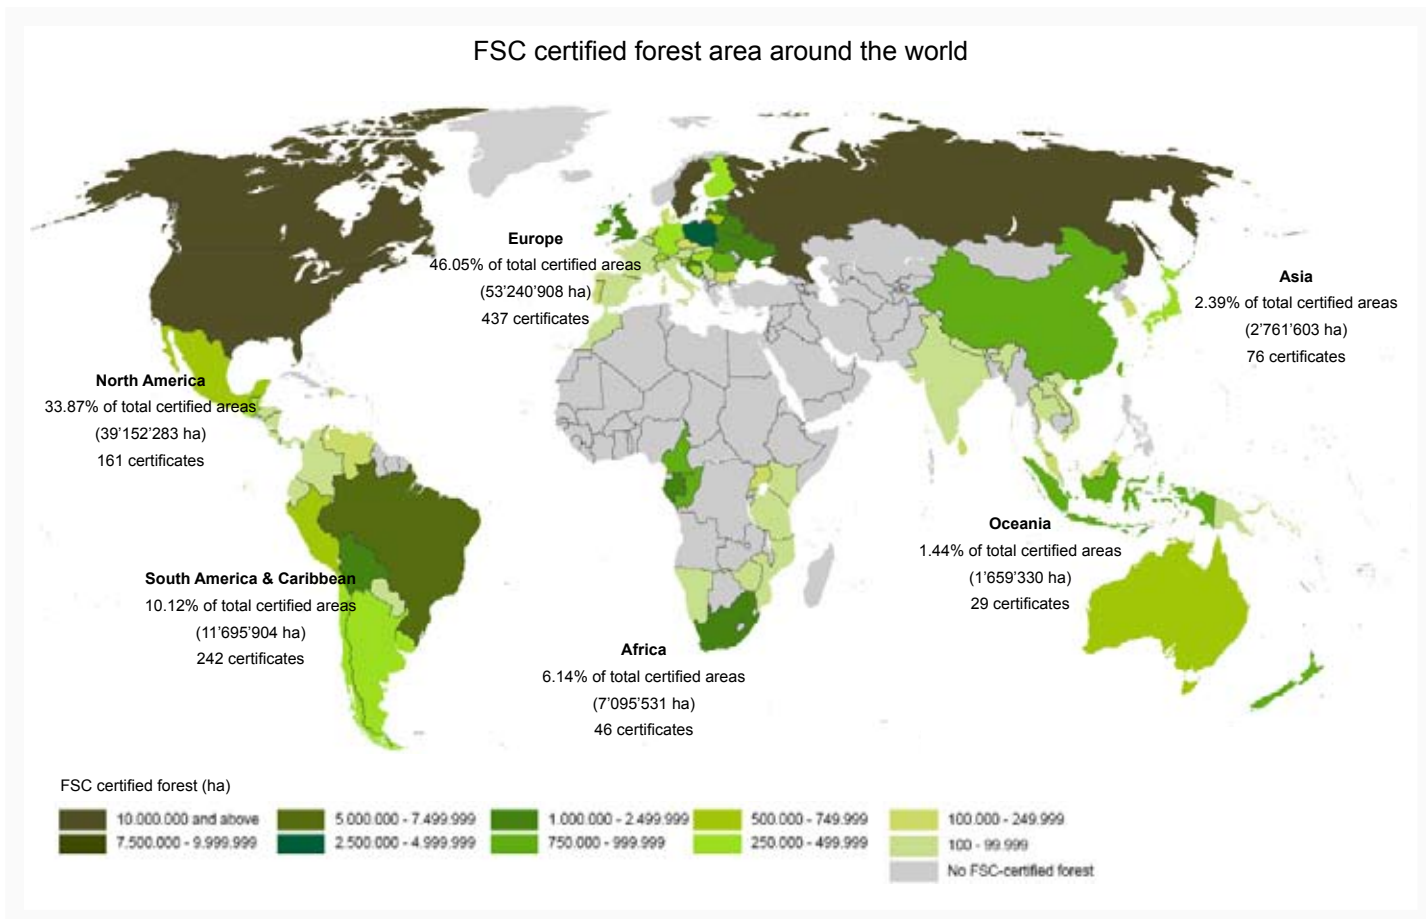 FSC certified forest area around the world
Europe
46.05% of total certified areas
(53'240'908 ha)
437 certificates
Asia
2.39% of total certified areas
(2'761'603 ha)
76 certificates
North America
33.87% of total certified areas
(39'152'283 ha)
161 certificates
Oceania
1.44% of total certified areas
(1'659'330 ha)
29 certificates
South America & Caribbean
10.12% of total certified areas
(11'695'904 ha)
242 certificates
Africa
6.14% of total certified areas
(7'095'531 ha)
46 certificates
FSC certified forest (ha)
10.000.000 and above
7.500.000 - 9.999.999
5.000.000 - 7.499.999
2.500.000 - 4.999.999
1.000.000 - 2.499.999
750.000 - 999.999
500.000 - 749.999
250.000 - 499.999
100.000 - 249.999
100 - 99.999
No FSC-certified forest